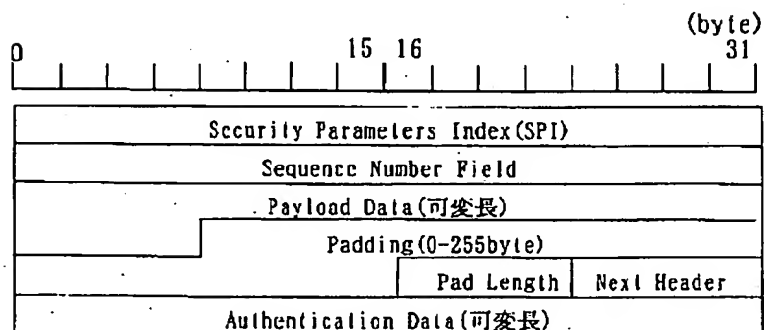 (byte)
0 15 16 31
Security Parameters Index(SPI)
Sequence Number Field
Payload Data(可変長)
Padding(0-255byte)
Pad Length Next Header
Authentication Data(可変長)